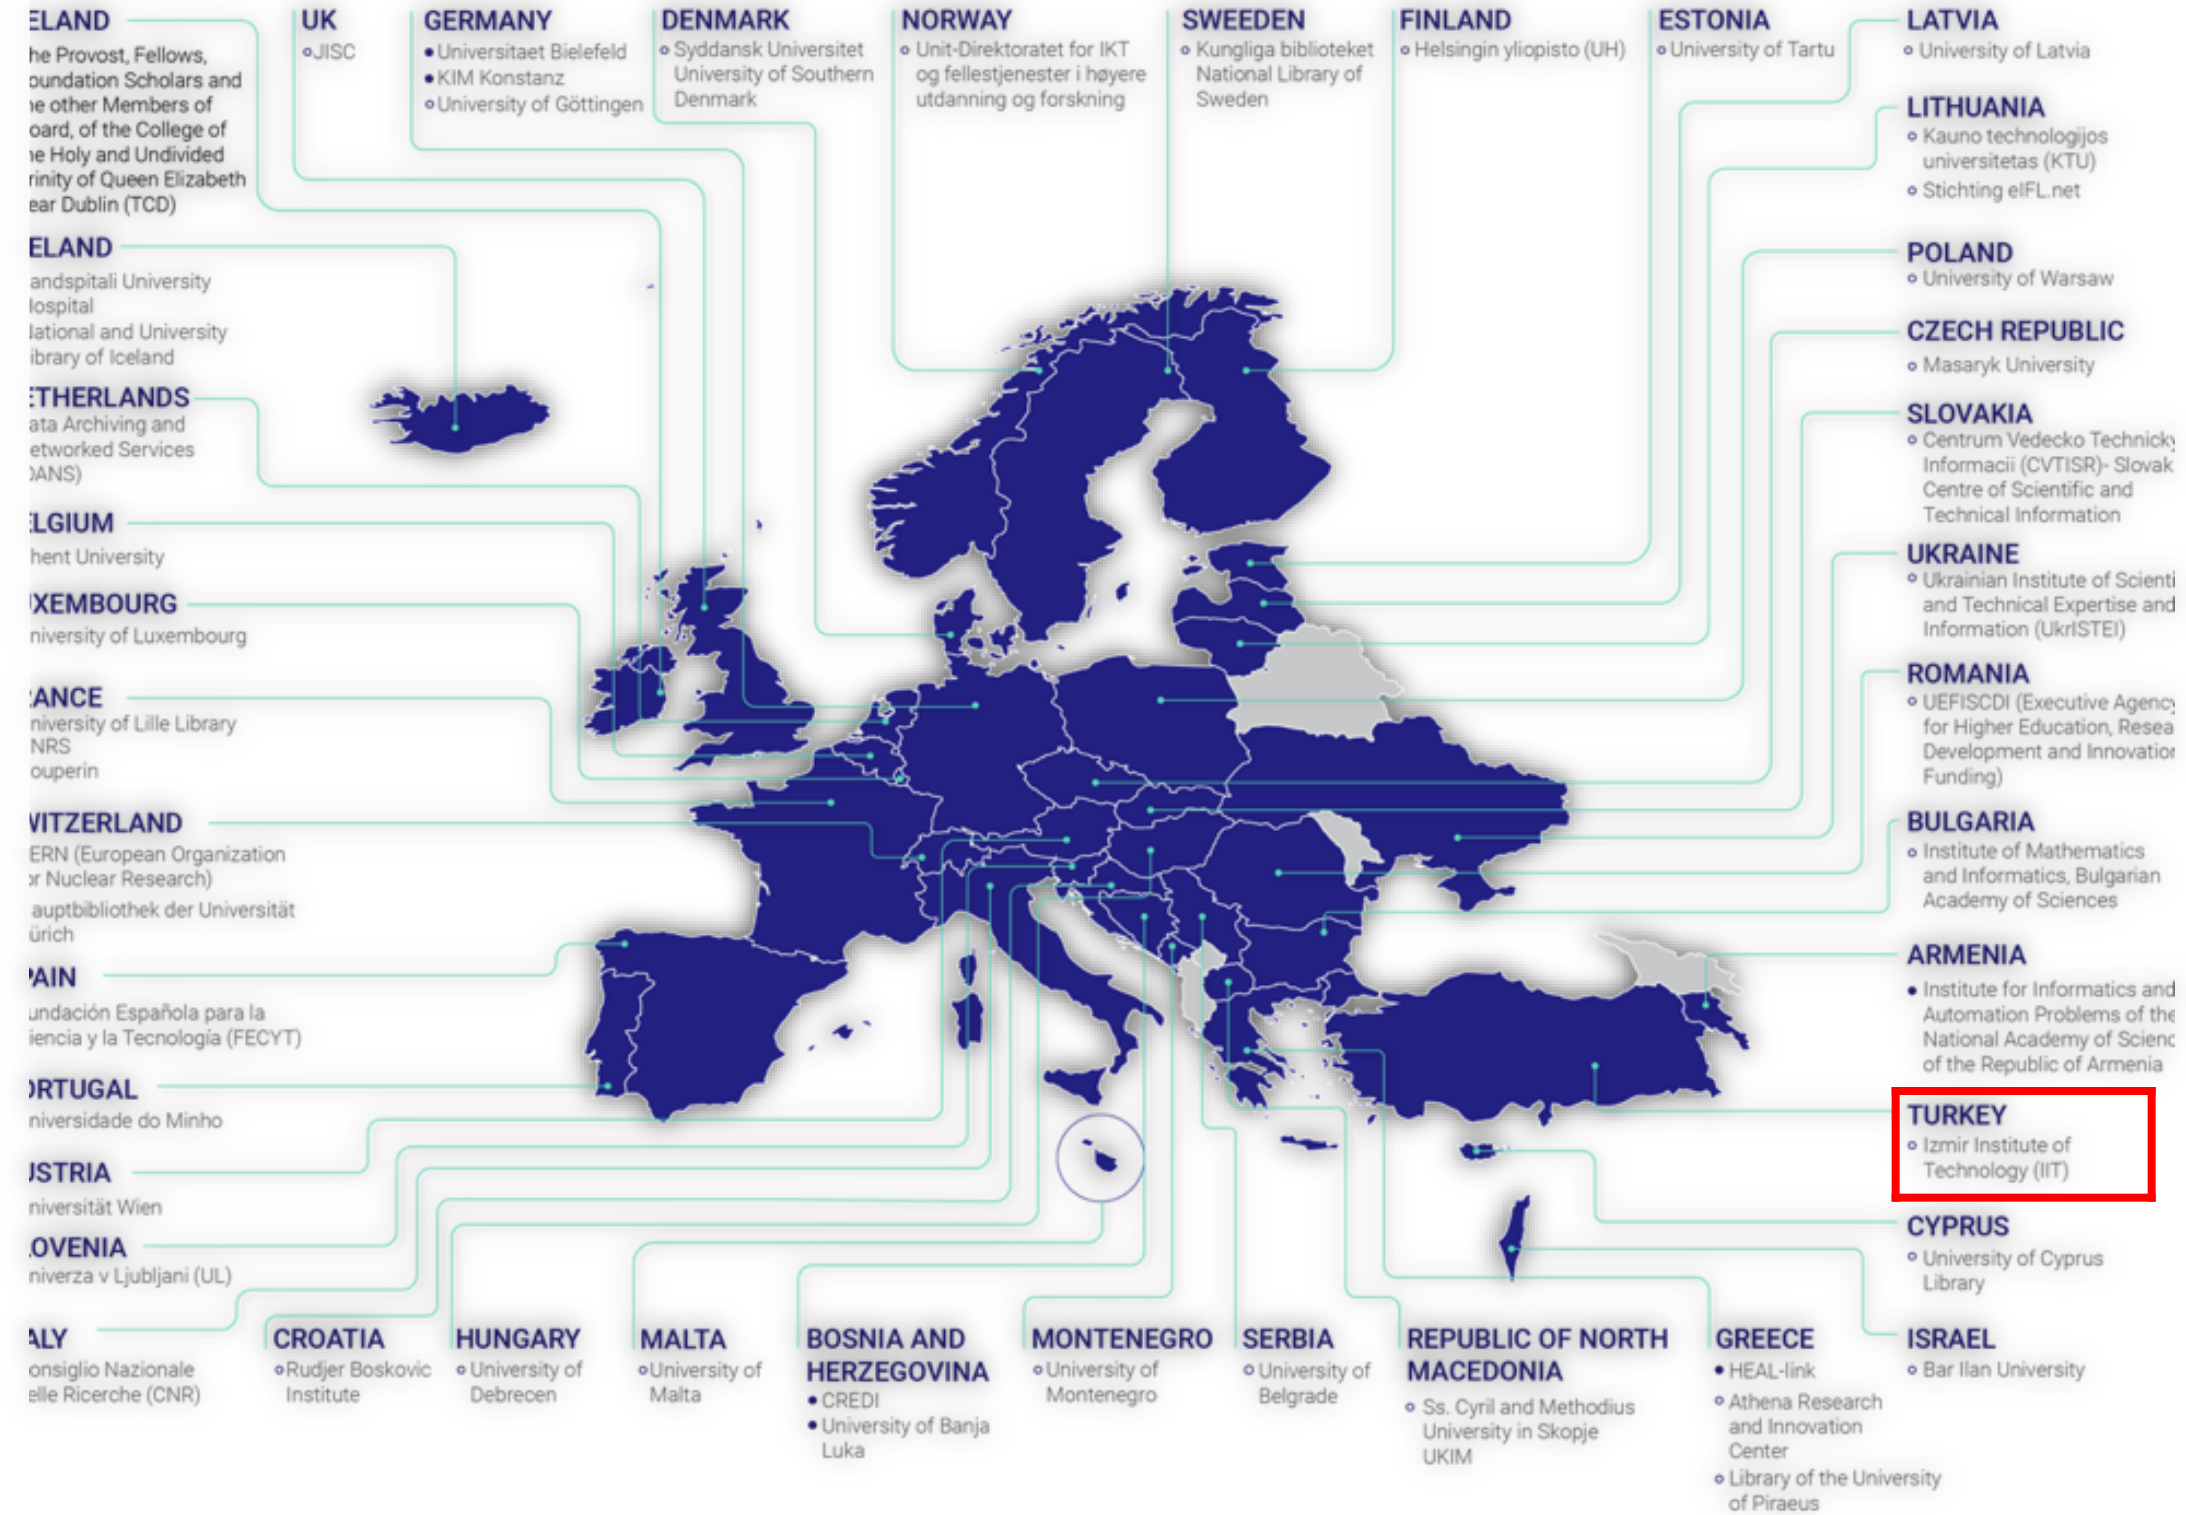 ELAND
he Provost, Fellows,
oundation Scholars and
ne other Members of
oard, of the College of
ne Holy and Undivided
rinity of Queen Elizabeth
ear Dublin (TCD)
ELAND
andspitali University
lospital
lational and University
ibrary of Iceland
ETHERLANDS
ata Archiving and
etworked Services
DANS)
ELGIUM
hent University
UXEMBOURG
niversity of Luxembourg
RANCE
niversity of Lille Library
NRS
ouperin
WITZERLAND
ERN (European Organization
or Nuclear Research)
auptbibliothek der Universität
ürich
PAIN
undación Española para la
iencia y la Tecnología (FECYT)
ORTUGAL
niversidade do Minho
USTRIA
niversität Wien
LOVENIA
niverza v Ljubljani (UL)
ALY
onsiglio Nazionale
elle Ricerche (CNR)
UK
JISC
GERMANY
Universitaet Bielefeld
KIM Konstanz
University of Göttingen
DENMARK
Syddansk Universitet
University of Southern
Denmark
NORWAY
Unit-Direktoratet for IKT
og fellestjenester i høyere
utdanning og forskning
SWEEDEN
Kungliga biblioteket
National Library of
Sweden
FINLAND
Helsingin yliopisto (UH)
ESTONIA
University of Tartu
LATVIA
University of Latvia
LITHUANIA
Kauno technologijos
universitetas (KTU)
Stichting eIFL.net
POLAND
University of Warsaw
CZECH REPUBLIC
Masaryk University
SLOVAKIA
Centrum Vedecko Technicky
Informacii (CVTISR)- Slovak
Centre of Scientific and
Technical Information
UKRAINE
Ukrainian Institute of Scienti
and Technical Expertise and
Information (UkrISTEI)
ROMANIA
UEFISCDI (Executive Agency
for Higher Education, Resea
Development and Innovation
Funding)
BULGARIA
Institute of Mathematics
and Informatics, Bulgarian
Academy of Sciences
ARMENIA
Institute for Informatics and
Automation Problems of the
National Academy of Scienc
of the Republic of Armenia
TURKEY
Izmir Institute of
Technology (IIT)
CYPRUS
University of Cyprus
Library
ISRAEL
Bar Ilan University
CROATIA
Rudjer Boskovic
Institute
HUNGARY
University of
Debrecen
MALTA
University of
Malta
BOSNIA AND
HERZEGOVINA
CREDI
University of Banja
Luka
MONTENEGRO
University of
Montenegro
SERBIA
University of
Belgrade
REPUBLIC OF NORTH
MACEDONIA
Ss. Cyril and Methodius
University in Skopje
UKIM
GREECE
HEAL-link
Athena Research
and Innovation
Center
Library of the University
of Piraeus